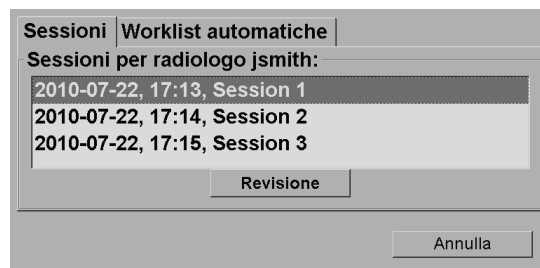 Sessioni Worklist automatiche
Sessioni per radiologo jsmith:
2010-07-22, 17:13, Session 1
2010-07-22, 17:14, Session 2
2010-07-22, 17:15, Session 3
Revisione
Annulla